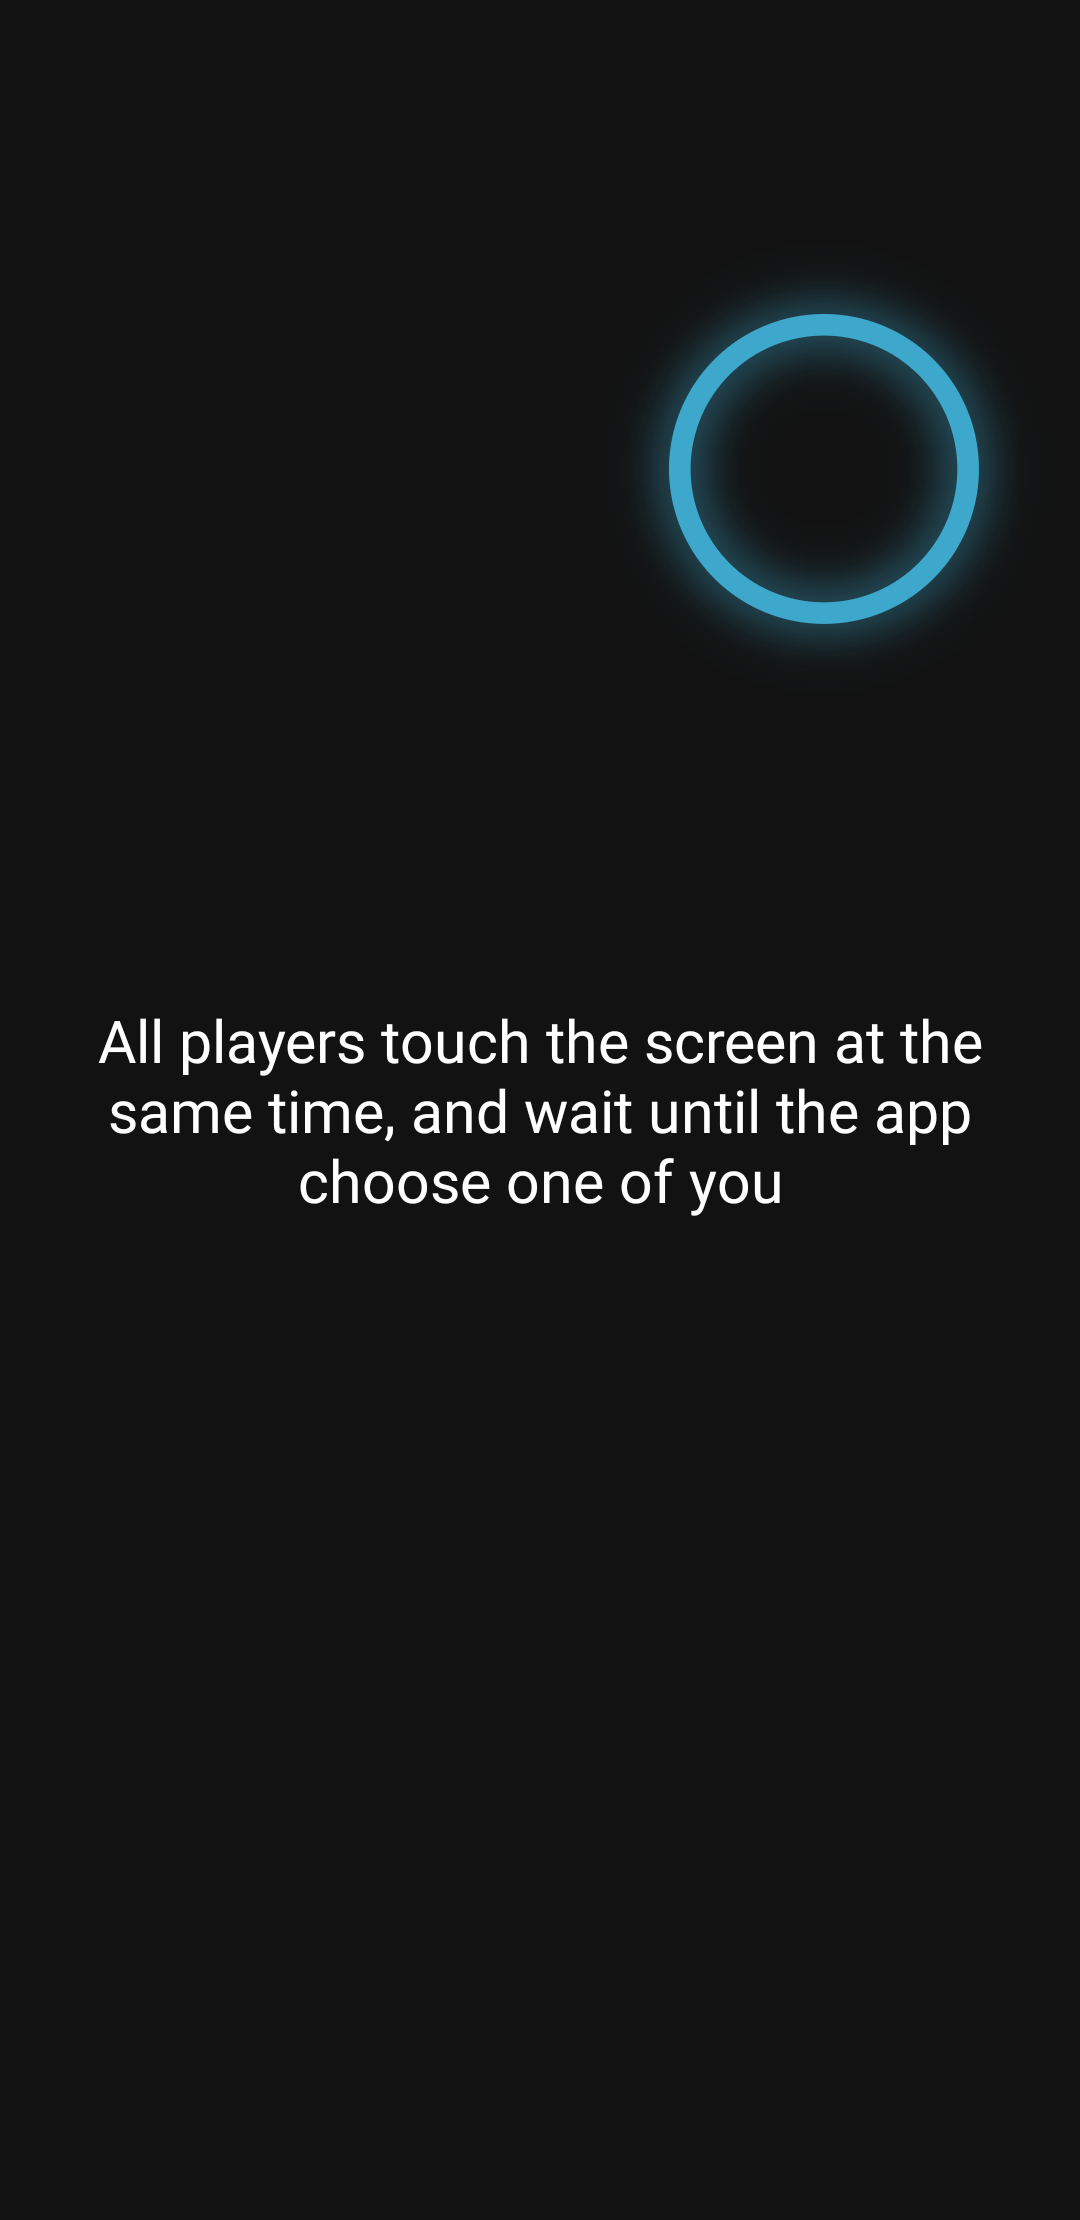 All players touch the screen at the
same time, and wait until the app
choose one of you